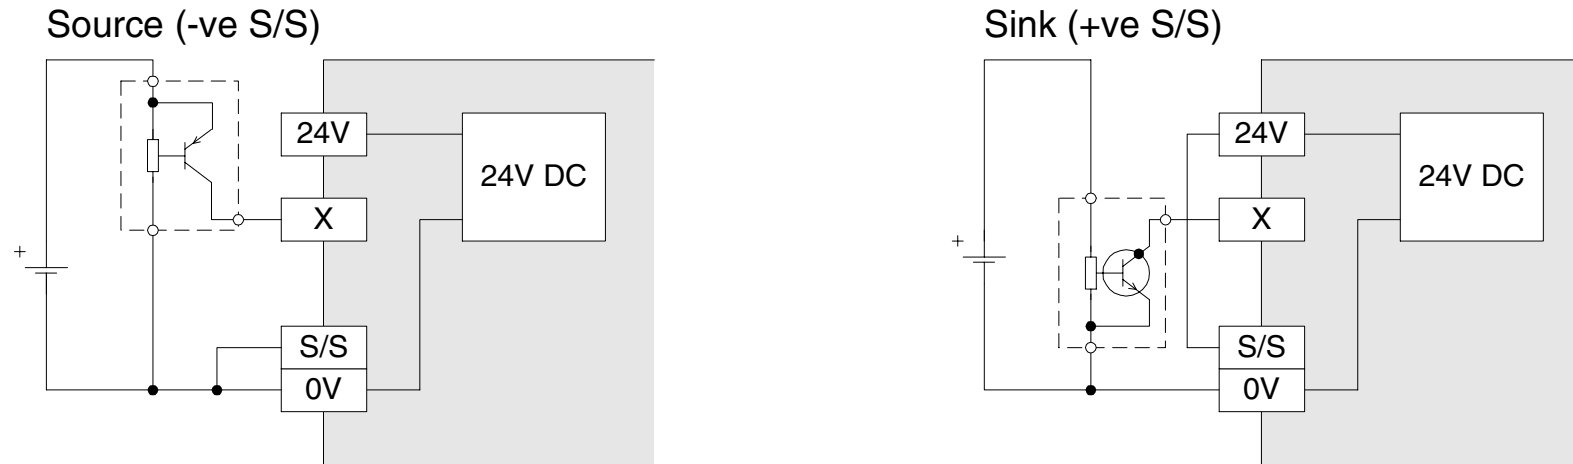 Source (-ve S/S)
24V
24V DC
X
+
S/S
0V
Sink (+ve S/S)
24V
24V DC
X
+
S/S
0V